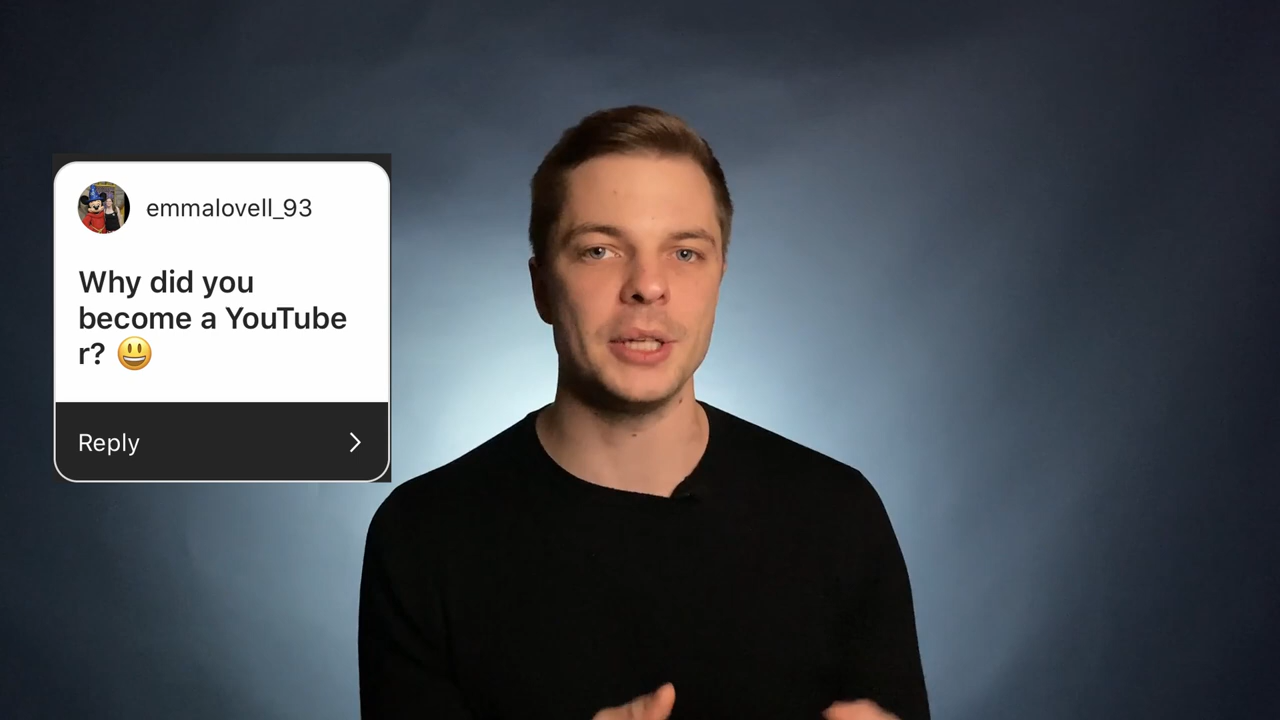 emmalovell_93
Why did you
become a YouTube
r? 😃
Reply